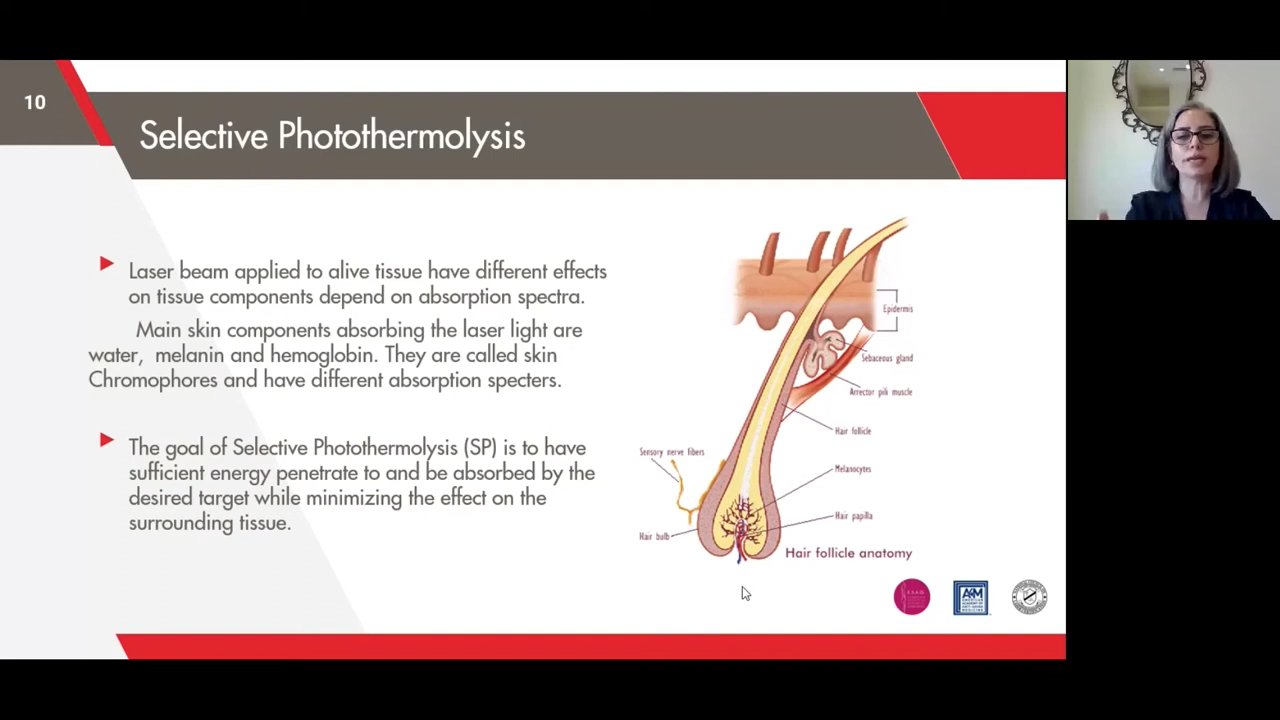 10
Selective Photothermolysis
Laser beam applied to alive tissue have different effects
on tissue components depend on absorption spectra.
Main skin components absorbing the laser light are
water, melanin and hemoglobin. They are called skin
Chromophores and have different absorption specters.
The goal of Selective Photothermolysis (SP) is to have
sufficient energy penetrate to and be absorbed by the
desired target while minimizing the effect on the
surrounding tissue.
Epidermis
Sebaceous gland
Arrector pili muscle
Hair follicle
Sensory nerve fibers
Melanocytes
Hair papilla
Hair bulb
Hair follicle anatomy
A4M